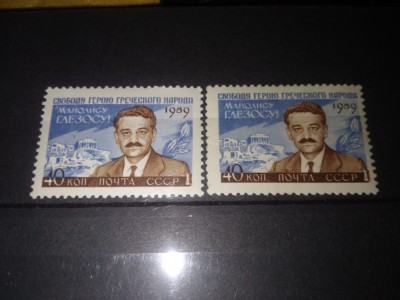 СВОБОДУ ГЕРОЮ ГРЕЧЕСКОГО НАРОДА
МАНОЛИСУ
ГЛЕЗОСУ!
1959
40 КОП ПОЧТА СССР 1
СВОБОДУ ГЕРОЮ ГРЕЧЕСКОГО НАРОДА
МАНОЛИСУ
ГЛЕЗОСУ!
1959
40 КОП ПОЧТА СССР 1